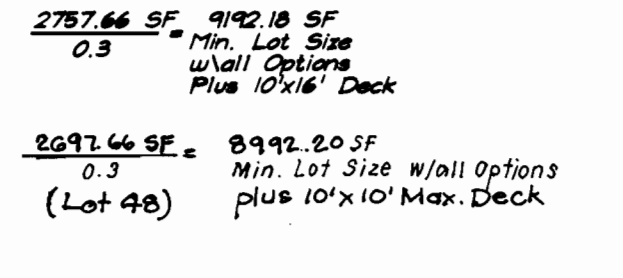 2757.66 SF = 9192.18 SF
0.3 Min. Lot Size
w\all Options
Plus 10'x16' Deck
2697.66 SF = 8992.20 SF
0.3 Min. Lot Size w/all Options
(Lot 48) plus 10'x10' Max. Deck